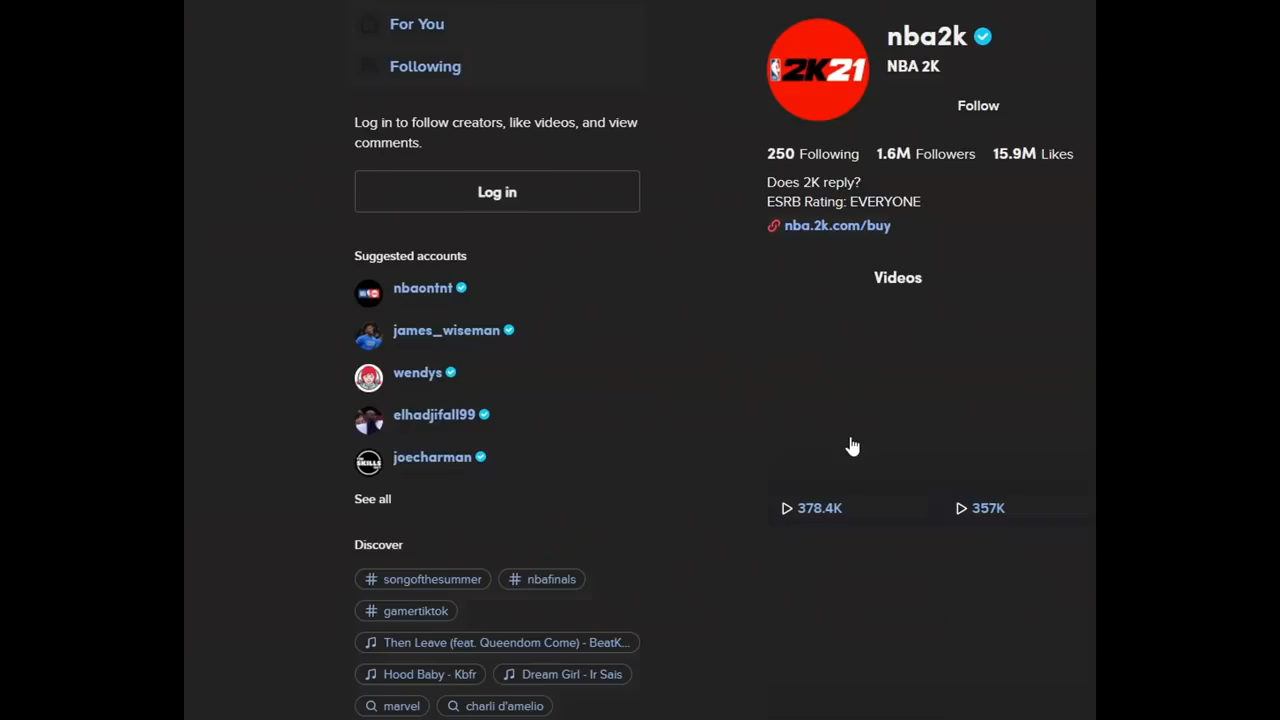 For You
Following
Log in to follow creators, like videos, and view
comments.
Log in
Suggested accounts
nbaontnt
james_wiseman
wendys
elhadjifall99
joecharman
See all
Discover
# songofthesummer
# nbafinals
# gamertiktok
Then Leave (feat. Queendom Come) - BeatK...
Hood Baby - Kbfr
Dream Girl - Ir Sais
marvel
charli d'amelio
2K21
nba2k
NBA 2K
Follow
250 Following 1.6M Followers 15.9M Likes
Does 2K reply?
ESRB Rating: EVERYONE
nba.2k.com/buy
Videos
378.4K
357K